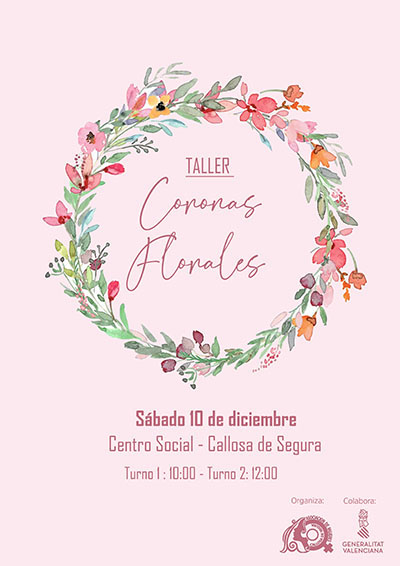 TALLER
Coronas
Florales
Sábado 10 de diciembre
Centro Social - Callosa de Segura
Turno 1 : 10:00 - Turno 2: 12:00
Organiza:
Colabora:
GENERALITAT
VALENCIANA